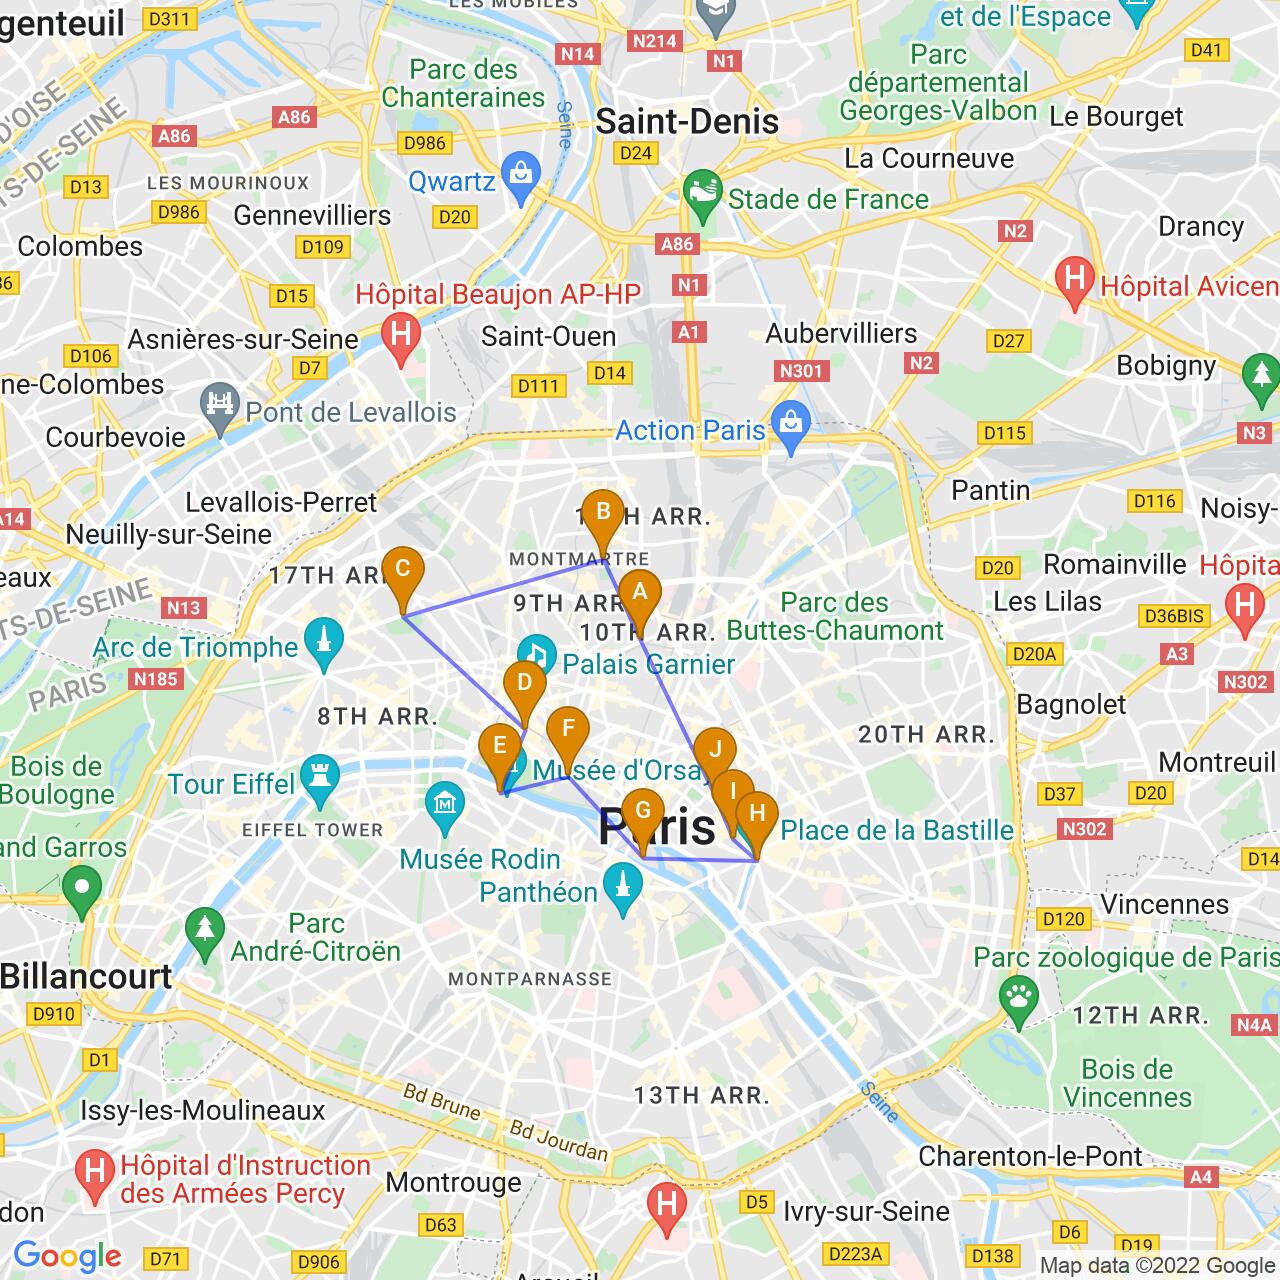 genteuil
D311
LES MOBILES
N14
N214
N1
et de l'Espace
D41
Parc des
Chanteraines
Seine
Parc
départemental
Georges-Valbon
D'OISE
TS-DE-SEINE
A86
A86
D986
Saint-Denis
D24
Le Bourget
La Courneuve
D13
LES MOURINOUX
Qwartz
Stade de France
D986
Gennevilliers
D20
Drancy
Colombes
D109
A86
N2
86
D15
Hôpital Beaujon AP-HP
N1
Hôpital Avicen
Asnières-sur-Seine
Saint-Ouen
A1
Aubervilliers
D27
D106
D7
D14
N301
N2
Bobigny
ne-Colombes
D111
Pont de Levallois
Courbevoie
Action Paris
D115
N3
Levallois-Perret
Pantin
D116
Noisy-
A14
Neuilly-sur-Seine
B
TH ARR.
MONTMARTRE
eaux
17TH AR
C
A
9TH ARR
10TH ARR.
Parc des
Buttes-Chaumont
D20
Romainville
Hôpita
TS-DE-SEINE
N13
Les Lilas
D36BIS
Arc de Triomphe
Palais Garnier
D20A
A3
PARIS
N185
D
N302
8TH ARR.
Bagnolet
20TH ARR.
E
F
J
Bois de
Boulogne
Tour Eiffel
Musée d'Orsay
Montreuil
I
D37
D20
EIFFEL TOWER
G
Paris
H
Place de la Bastille
N302
and Garros
Musée Rodin
D14
Panthéon
Parc
André-Citroën
D120
Vincennes
Billancourt
MONTPARNASSE
Parc zoologique de Paris
D910
12TH ARR.
N4A
D1
Bois de
Vincennes
Issy-les-Moulineaux
Bd Brune
13TH ARR.
Seine
Bd Jourdan
Charenton-le-Pont
Hôpital d'Instruction
des Armées Percy
Montrouge
A4
don
D63
D5
Ivry-sur-Seine
Google
D71
D906
D223A
D138
D6
D19
Map data ©2022 Google